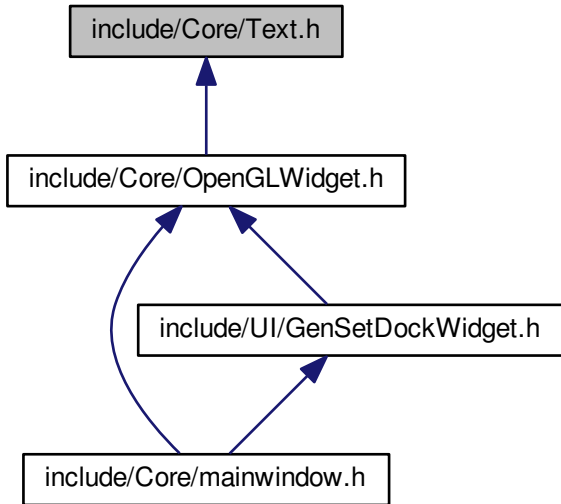 include/Core/Text.h
include/Core/OpenGLWidget.h
include/UI/GenSetDockWidget.h
include/Core/mainwindow.h